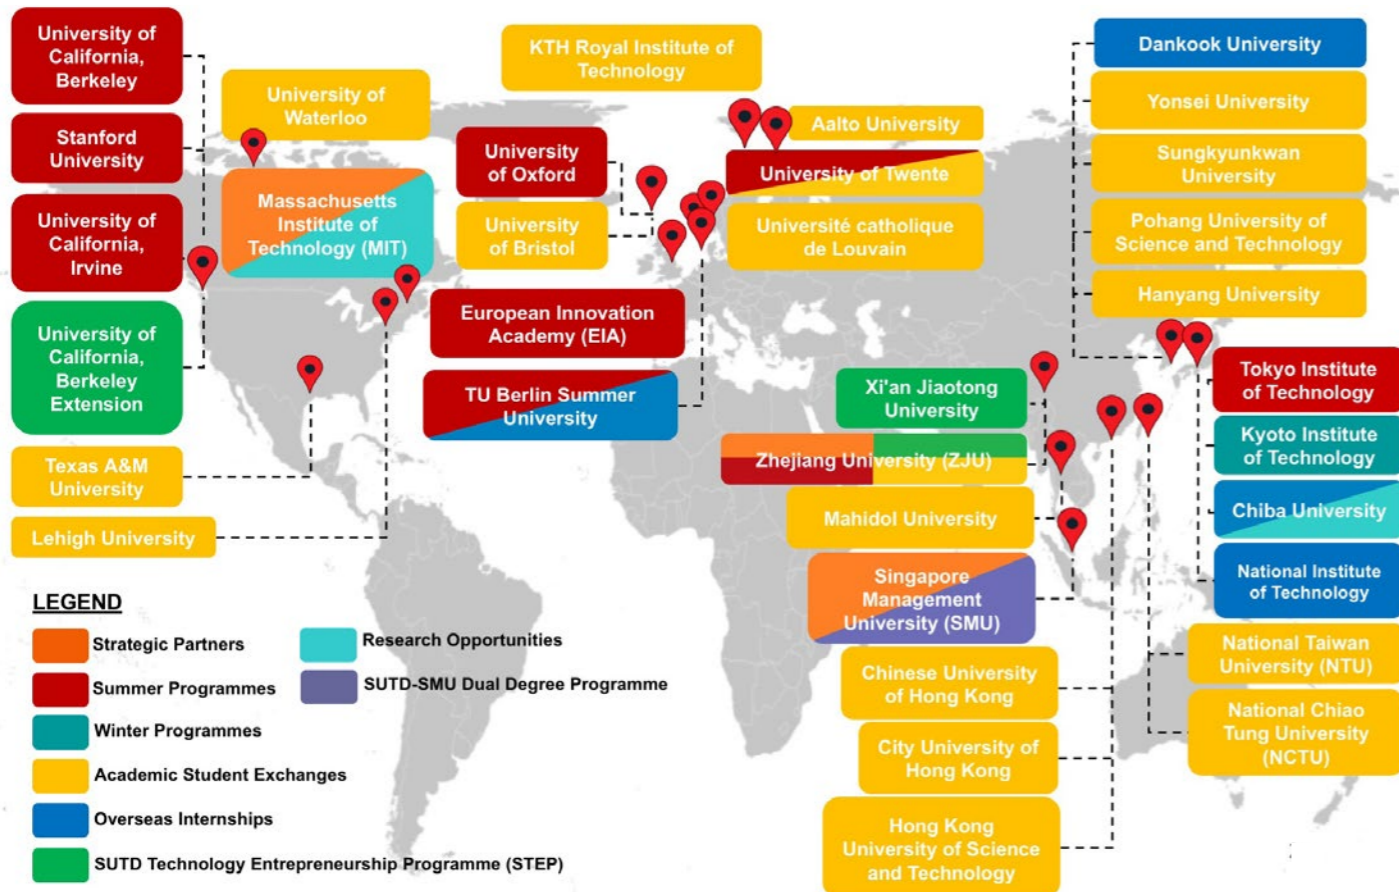 University of
California,
Berkeley
Stanford
University
University of
California,
Irvine
University of
California,
Berkeley
Extension
Texas A&M
University
Lehigh University
University of
Waterloo
Massachusetts
Institute of
Technology (MIT)
KTH Royal Institute of
Technology
University
of Oxford
University
of Bristol
European Innovation
Academy (EIA)
TU Berlin Summer
University
Aalto University
University of Twente
Université catholique
de Louvain
Xi'an Jiaotong
University
Zhejiang University (ZJU)
Mahidol University
Singapore
Management
University (SMU)
Chinese University
of Hong Kong
City University of
Hong Kong
Hong Kong
University of Science
and Technology
Dankook University
Yonsei University
Sungkyunkwan
University
Pohang University of
Science and Technology
Hanyang University
Tokyo Institute
of Technology
Kyoto Institute
of Technology
Chiba University
National Institute
of Technology
National Taiwan
University (NTU)
National Chiao
Tung University
(NCTU)
LEGEND
Strategic Partners
Summer Programmes
Winter Programmes
Academic Student Exchanges
Overseas Internships
SUTD Technology Entrepreneurship Programme (STEP)
Research Opportunities
SUTD-SMU Dual Degree Programme